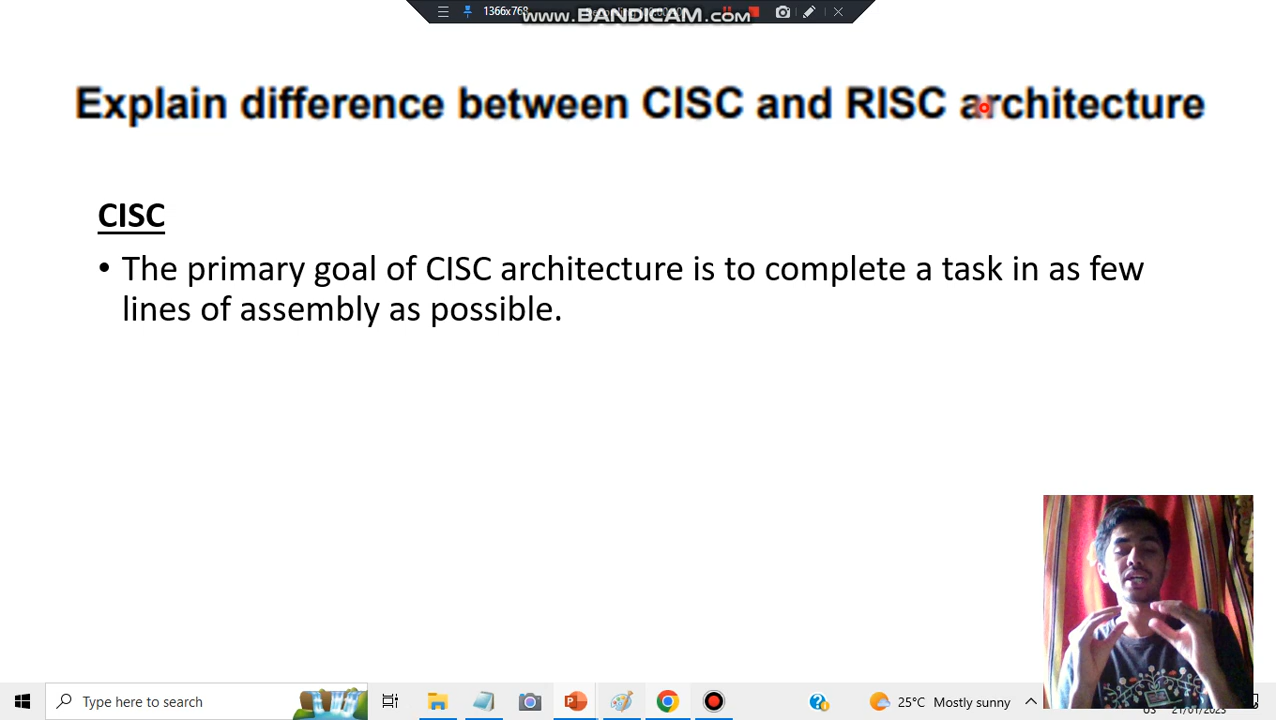 1366x768
www.BANDICAM.com
Explain difference between CISC and RISC architecture
CISC
• The primary goal of CISC architecture is to complete a task in as few
lines of assembly as possible.
Type here to search
25°C Mostly sunny